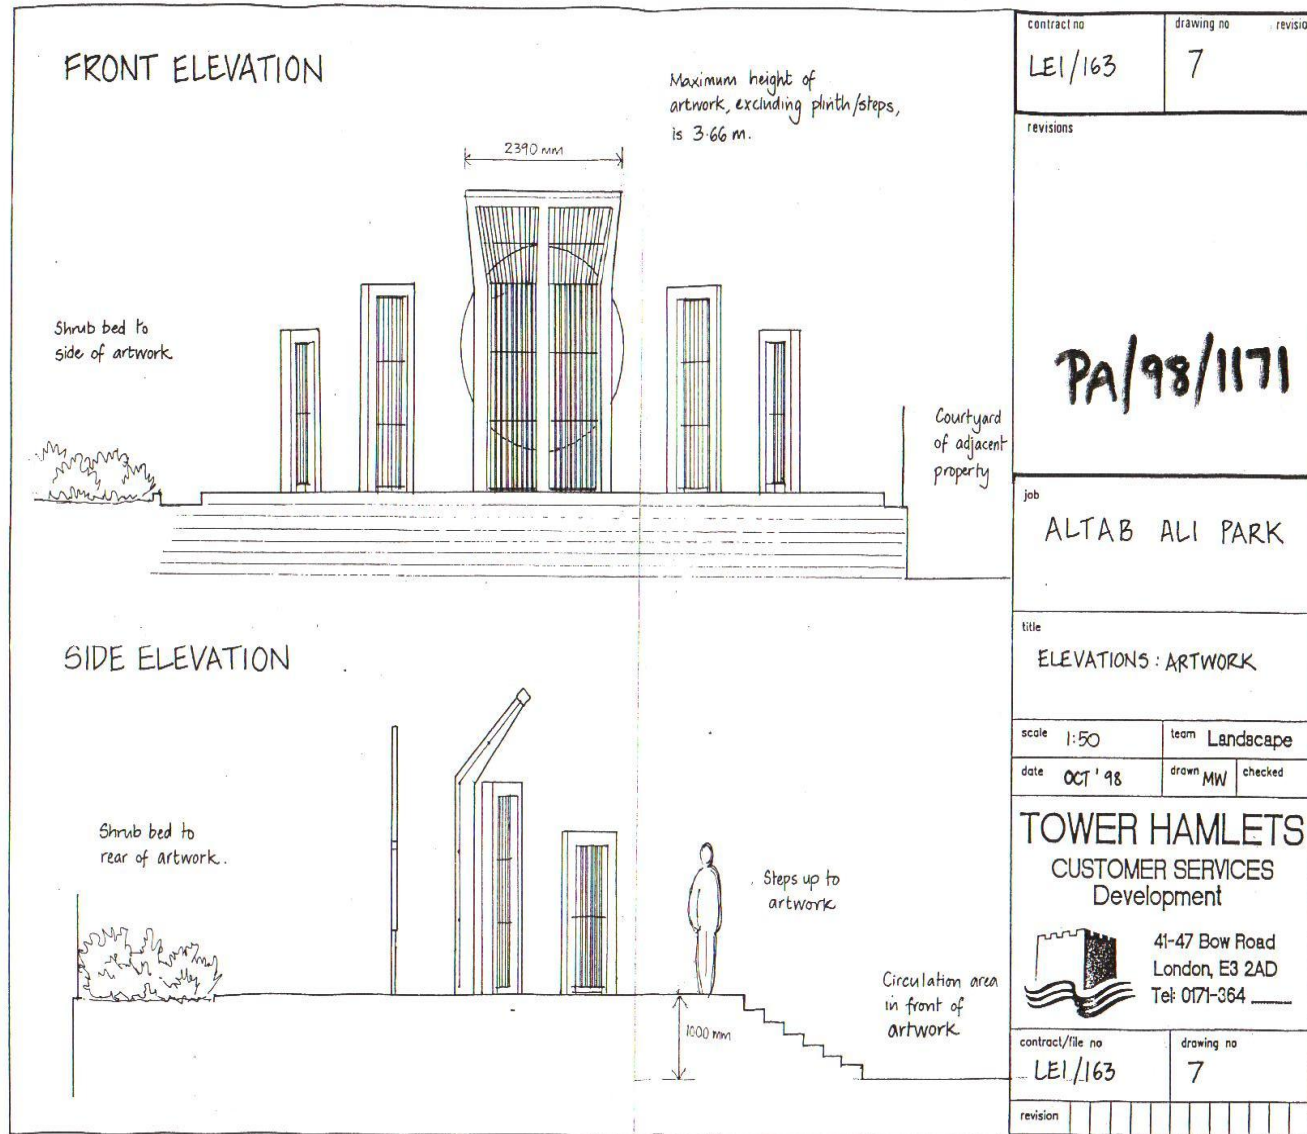 FRONT ELEVATION
Maximum height of
artwork, excluding plinth/steps,
is 3·66 m.
2390 mm
Shrub bed to
side of artwork
Courtyard
of adjacent
property
SIDE ELEVATION
Shrub bed to
rear of artwork.
Steps up to
artwork
Circulation area
in front of
artwork
1000 mm
contract no
drawing no
LE1/163
7
revisions
PA/98/1171
job
ALTAB ALI PARK
title
ELEVATIONS : ARTWORK
scale 1:50
team Landscape
date OCT '98
drawn MW
checked
TOWER HAMLETS
CUSTOMER SERVICES
Development
41-47 Bow Road
London, E3 2AD
Tel: 0171-364 ____
contract/file no
drawing no
LE1/163
7
revision